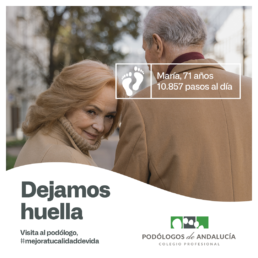 María, 71 años
10.857 pasos al día
Dejamos
huella
Visita al podólogo,
#mejoratucalidaddevida
PODÓLOGOS de ANDALUCÍA
COLEGIO PROFESIONAL